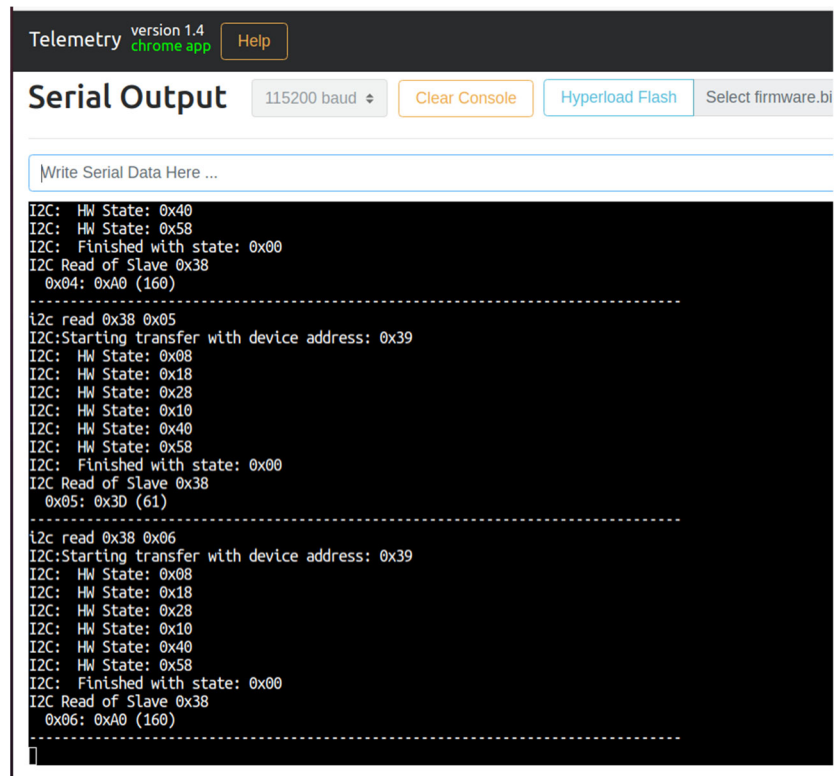 Telemetry version 1.4 chrome app Help
Serial Output 115200 baud Clear Console Hyperload Flash Select firmware.bi
Write Serial Data Here ...
I2C:  HW State: 0x40
I2C:  HW State: 0x58
I2C:  Finished with state: 0x00
I2C Read of Slave 0x38
  0x04: 0xA0 (160)
--------------------------------------------------------------------------------
i2c read 0x38 0x05
I2C:Starting transfer with device address: 0x39
I2C:  HW State: 0x08
I2C:  HW State: 0x18
I2C:  HW State: 0x28
I2C:  HW State: 0x10
I2C:  HW State: 0x40
I2C:  HW State: 0x58
I2C:  Finished with state: 0x00
I2C Read of Slave 0x38
  0x05: 0x3D (61)
--------------------------------------------------------------------------------
i2c read 0x38 0x06
I2C:Starting transfer with device address: 0x39
I2C:  HW State: 0x08
I2C:  HW State: 0x18
I2C:  HW State: 0x28
I2C:  HW State: 0x10
I2C:  HW State: 0x40
I2C:  HW State: 0x58
I2C:  Finished with state: 0x00
I2C Read of Slave 0x38
  0x06: 0xA0 (160)
--------------------------------------------------------------------------------